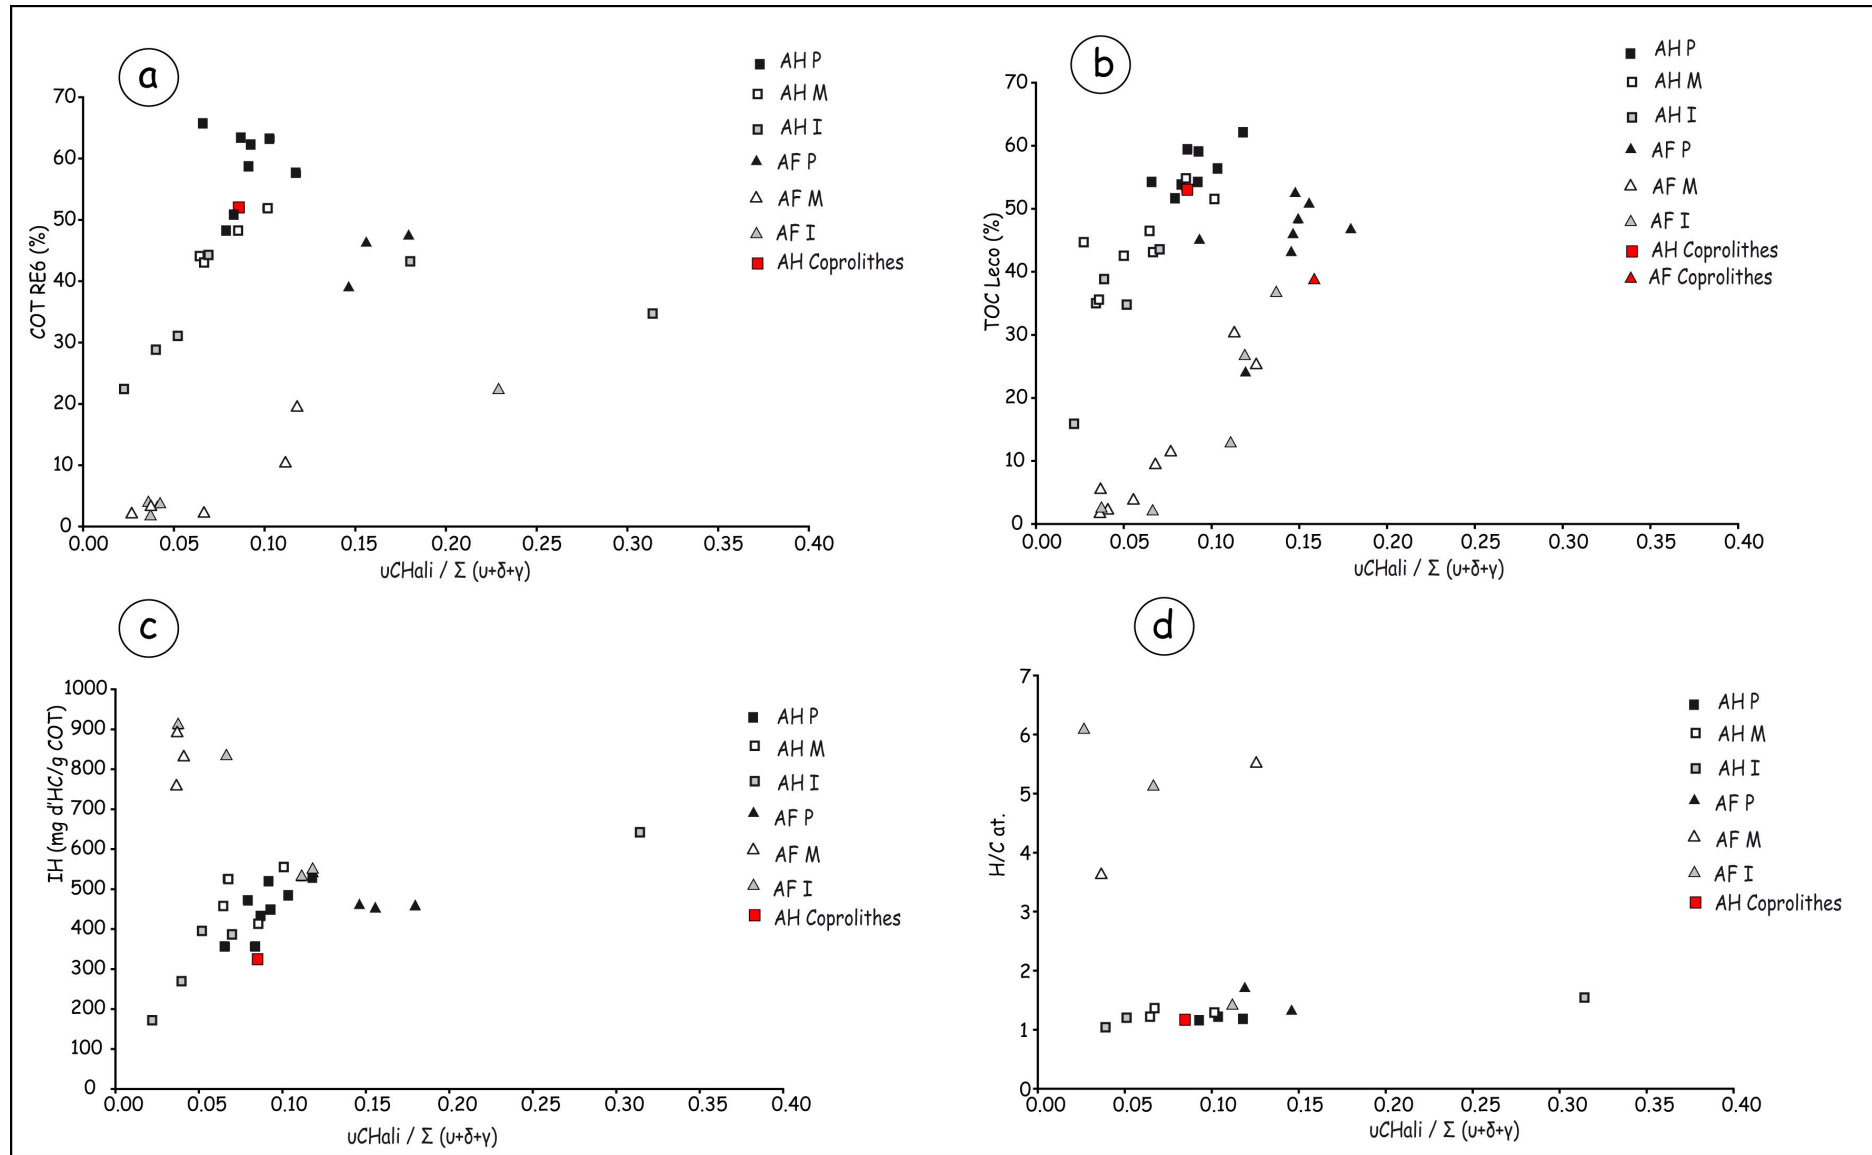 a
AH P
AH M
AH I
AF P
AF M
AF I
AH Coprolithes
COT RE6 (%)
70
60
50
40
30
20
10
0
0.00 0.05 0.10 0.15 0.20 0.25 0.30 0.35 0.40
υCHali / Σ (υ+δ+γ)
b
AH P
AH M
AH I
AF P
AF M
AF I
AH Coprolithes
AF Coprolithes
TOC Leco (%)
70
60
50
40
30
20
10
0
0.00 0.05 0.10 0.15 0.20 0.25 0.30 0.35 0.40
υCHali / Σ (υ+δ+γ)
c
AH P
AH M
AH I
AF P
AF M
AF I
AH Coprolithes
IH (mg d'HC/g COT)
1000
900
800
700
600
500
400
300
200
100
0
0.00 0.05 0.10 0.15 0.20 0.25 0.30 0.35 0.40
υCHali / Σ (υ+δ+γ)
d
AH P
AH M
AH I
AF P
AF M
AF I
AH Coprolithes
H/C at.
7
6
5
4
3
2
1
0
0.00 0.05 0.10 0.15 0.20 0.25 0.30 0.35 0.40
υCHali / Σ (υ+δ+γ)